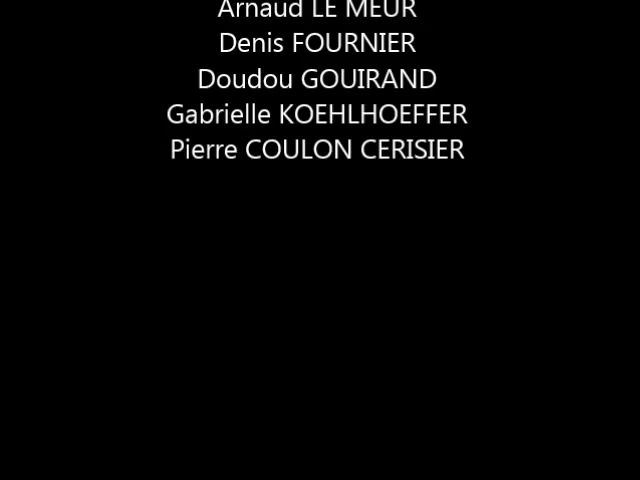 Arnaud LE MEUR
Denis FOURNIER
Doudou GOUIRAND
Gabrielle KOEHLHOEFFER
Pierre COULON CERISIER